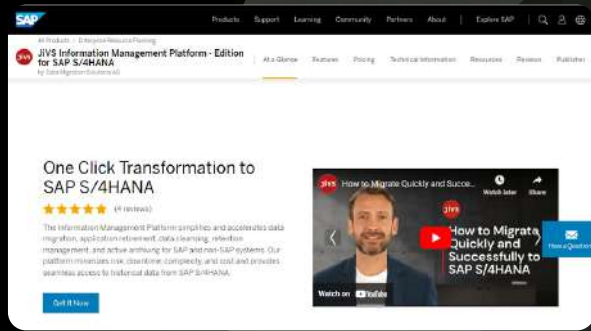 SAP
Products Support Learning Community Partners About Explore SAP
All Products > Enterprise Resource Planning
JiVS Information Management Platform - Edition
for SAP S/4HANA
by Data Migration Solutions AG
At a Glance Features Pricing Technical Information Resources Reviews Publisher
One Click Transformation to
SAP S/4HANA
(4 reviews)
The Information Management Platform simplifies and accelerates data
migration, application retirement, data cleansing, retention
management, and active archiving for SAP and non-SAP systems. Our
platform minimizes risk, downtime, complexity, and cost and provides
seamless access to historical data from SAP S/4HANA.
Get It Now
JiVS How to Migrate Quickly and Succe...
Watch later Share
JiVS
How to Migrate
Quickly and
Successfully to
SAP S/4HANA
Watch on YouTube
Have a Question